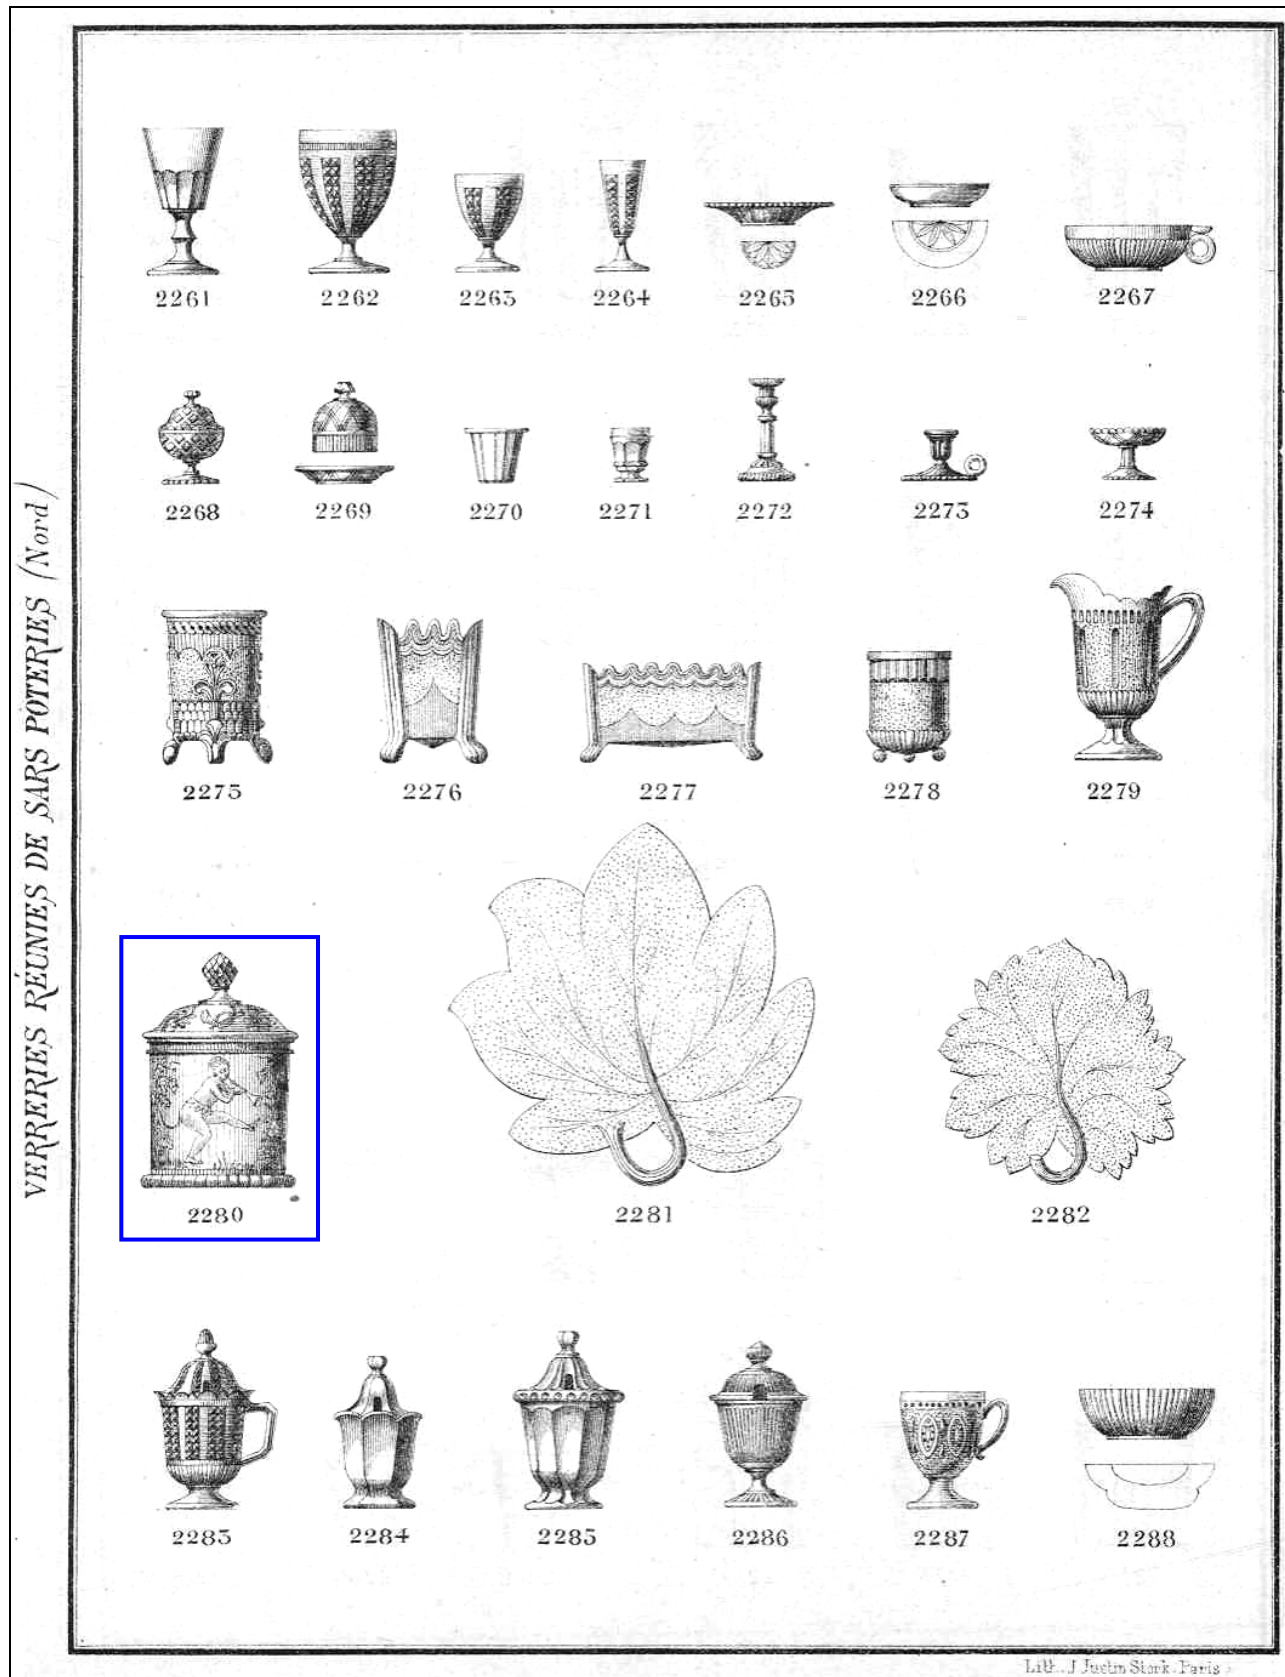 VERRERIES RÉUNIES DE SARS POTERIES (Nord)
2261 2262 2263 2264 2265 2266 2267
2268 2269 2270 2271 2272 2273 2274
2275 2276 2277 2278 2279
2280 2281 2282
2283 2284 2285 2286 2287 2288
Lith. J Justin Stork. Paris